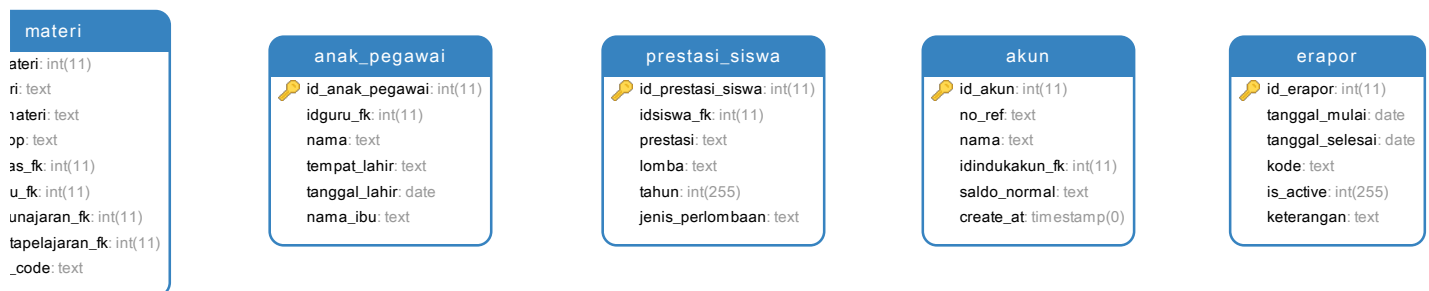 materi
ateri: int(11)
ri: text
nateri: text
op: text
as_fk: int(11)
u_fk: int(11)
unajaran_fk: int(11)
tapelajaran_fk: int(11)
_code: text
anak_pegawai
id_anak_pegawai: int(11)
idguru_fk: int(11)
nama: text
tempat_lahir: text
tanggal_lahir: date
nama_ibu: text
prestasi_siswa
id_prestasi_siswa: int(11)
idsiswa_fk: int(11)
prestasi: text
lomba: text
tahun: int(255)
jenis_perlombaan: text
akun
id_akun: int(11)
no_ref: text
nama: text
idindukakun_fk: int(11)
saldo_normal: text
create_at: timestamp(0)
erapor
id_erapor: int(11)
tanggal_mulai: date
tanggal_selesai: date
kode: text
is_active: int(255)
keterangan: text